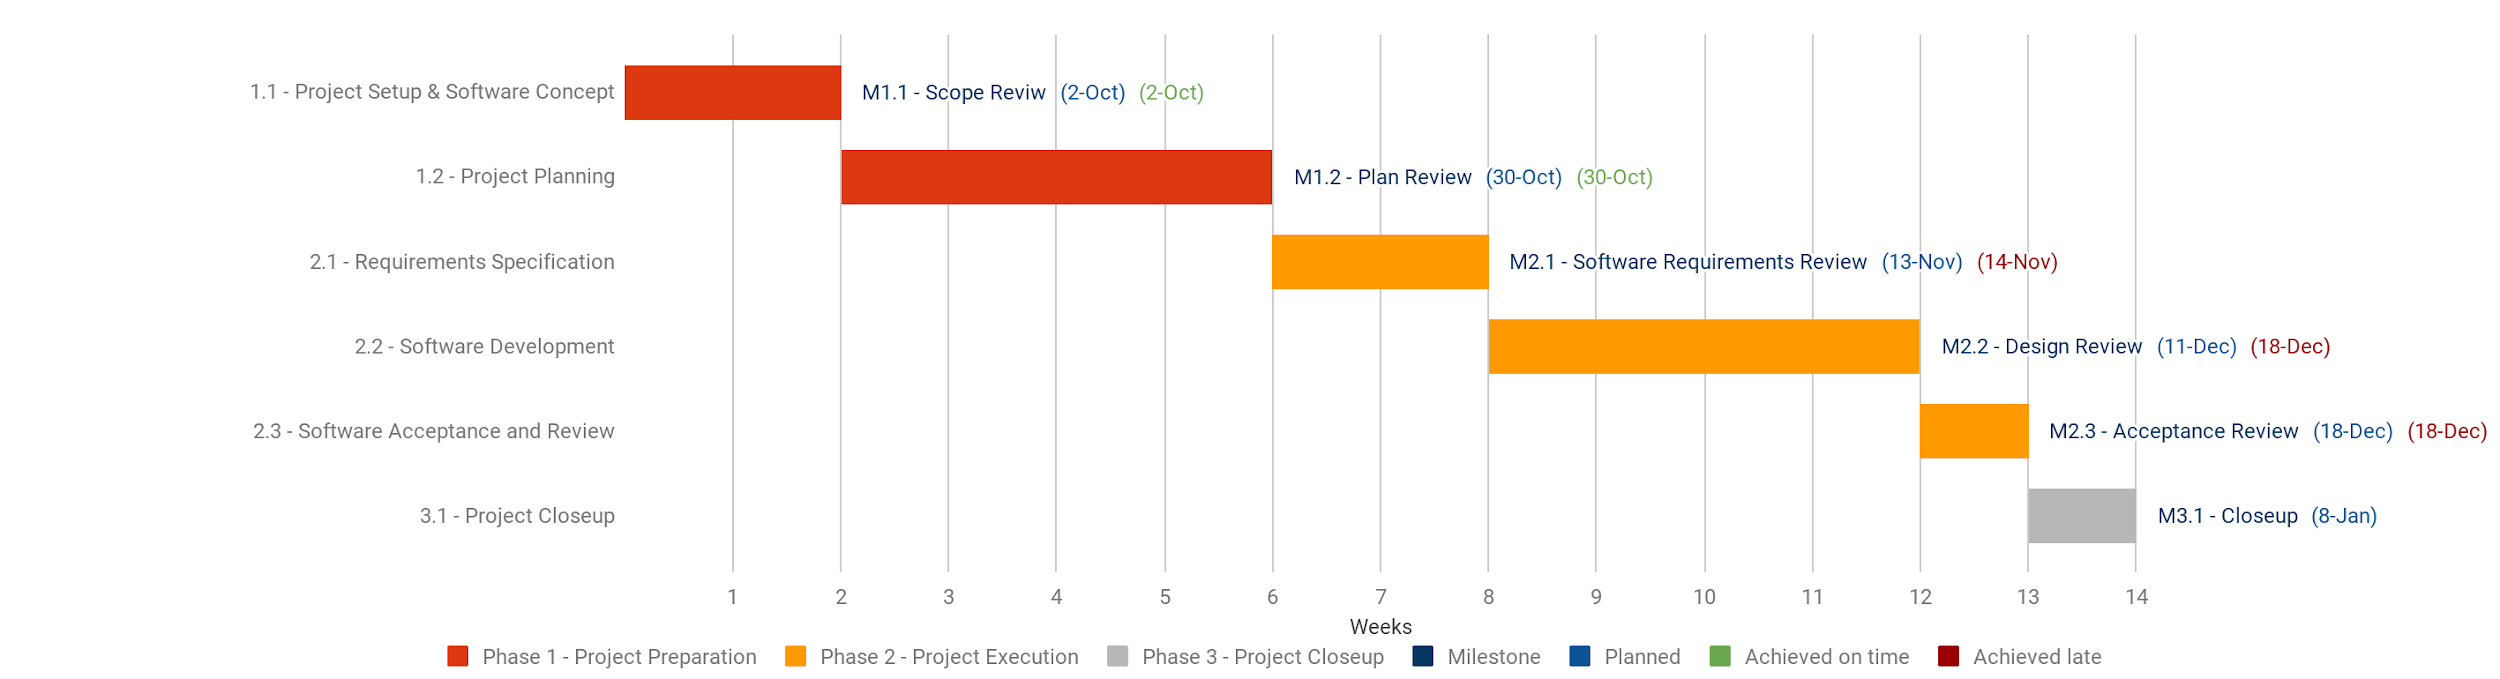 1.1 - Project Setup & Software Concept M1.1 - Scope Reviw (2-Oct) (2-Oct)
1.2 - Project Planning M1.2 - Plan Review (30-Oct) (30-Oct)
2.1 - Requirements Specification M2.1 - Software Requirements Review (13-Nov) (14-Nov)
2.2 - Software Development M2.2 - Design Review (11-Dec) (18-Dec)
2.3 - Software Acceptance and Review M2.3 - Acceptance Review (18-Dec) (18-Dec)
3.1 - Project Closeup M3.1 - Closeup (8-Jan)
1 2 3 4 5 6 7 8 9 10 11 12 13 14
Weeks
Phase 1 - Project Preparation Phase 2 - Project Execution Phase 3 - Project Closeup Milestone Planned Achieved on time Achieved late